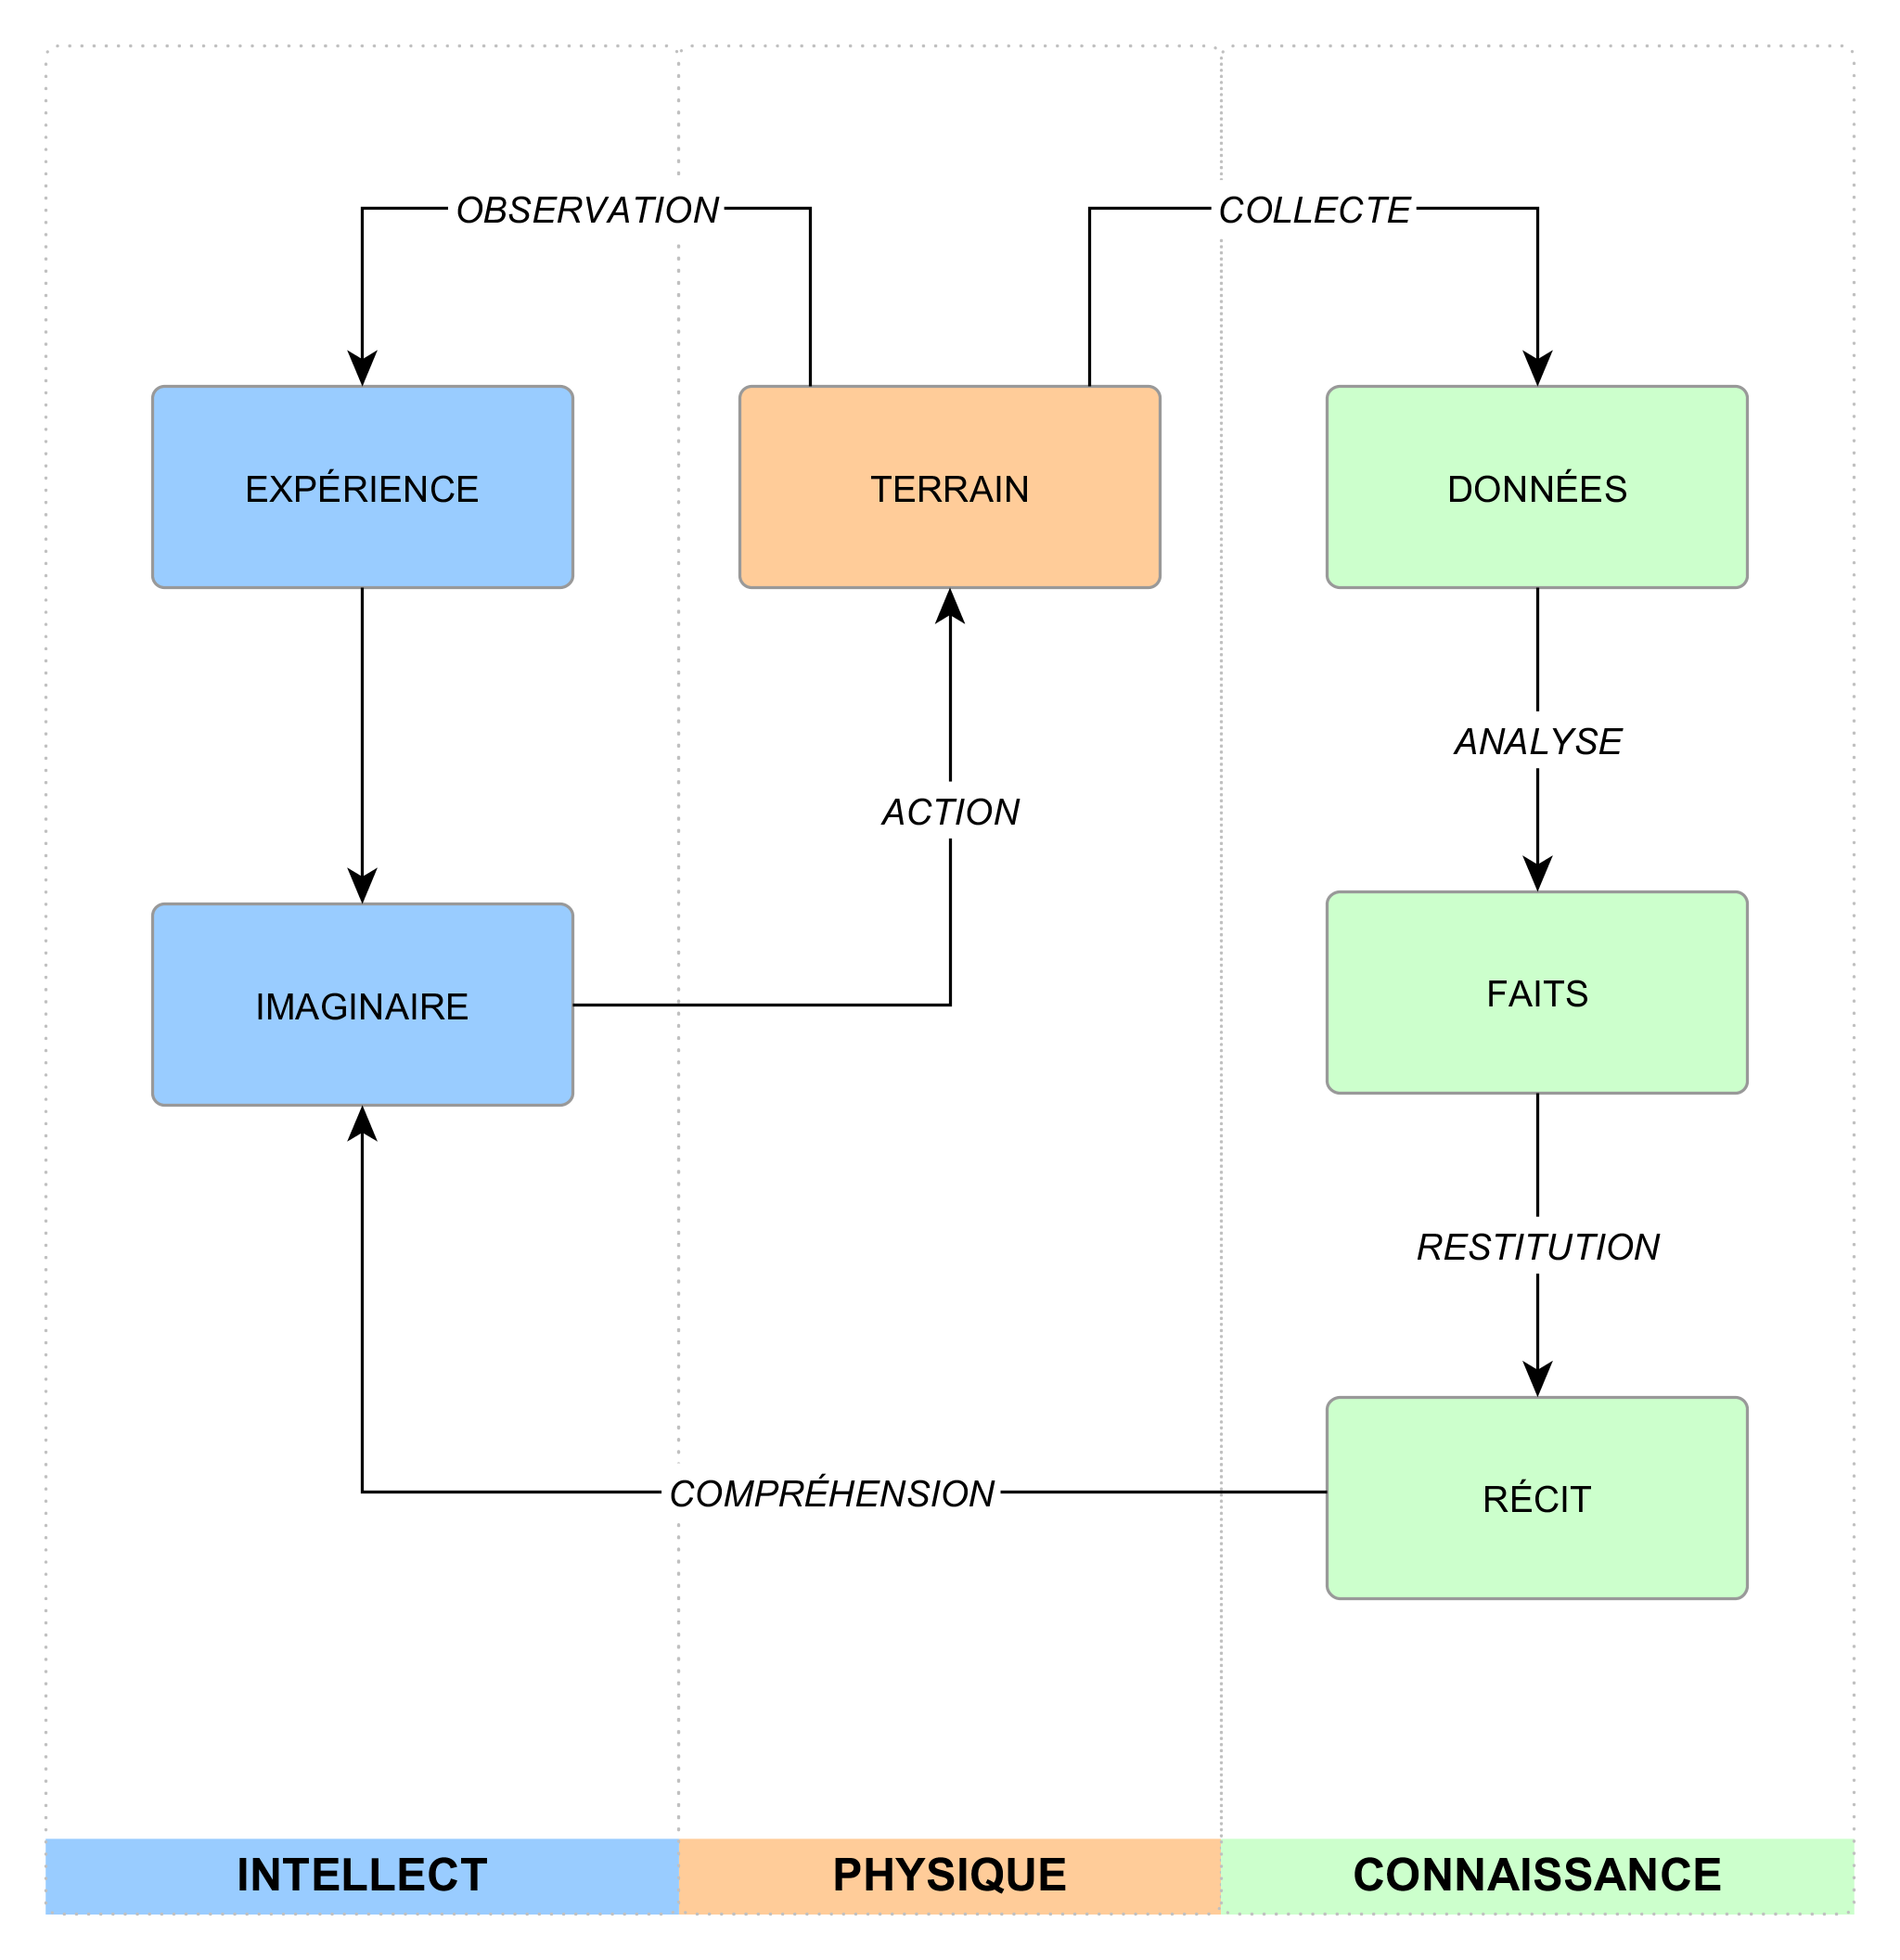 OBSERVATION
COLLECTE
EXPÉRIENCE
TERRAIN
DONNÉES
ANALYSE
ACTION
FAITS
IMAGINAIRE
RESTITUTION
COMPRÉHENSION
RÉCIT
INTELLECT
PHYSIQUE
CONNAISSANCE